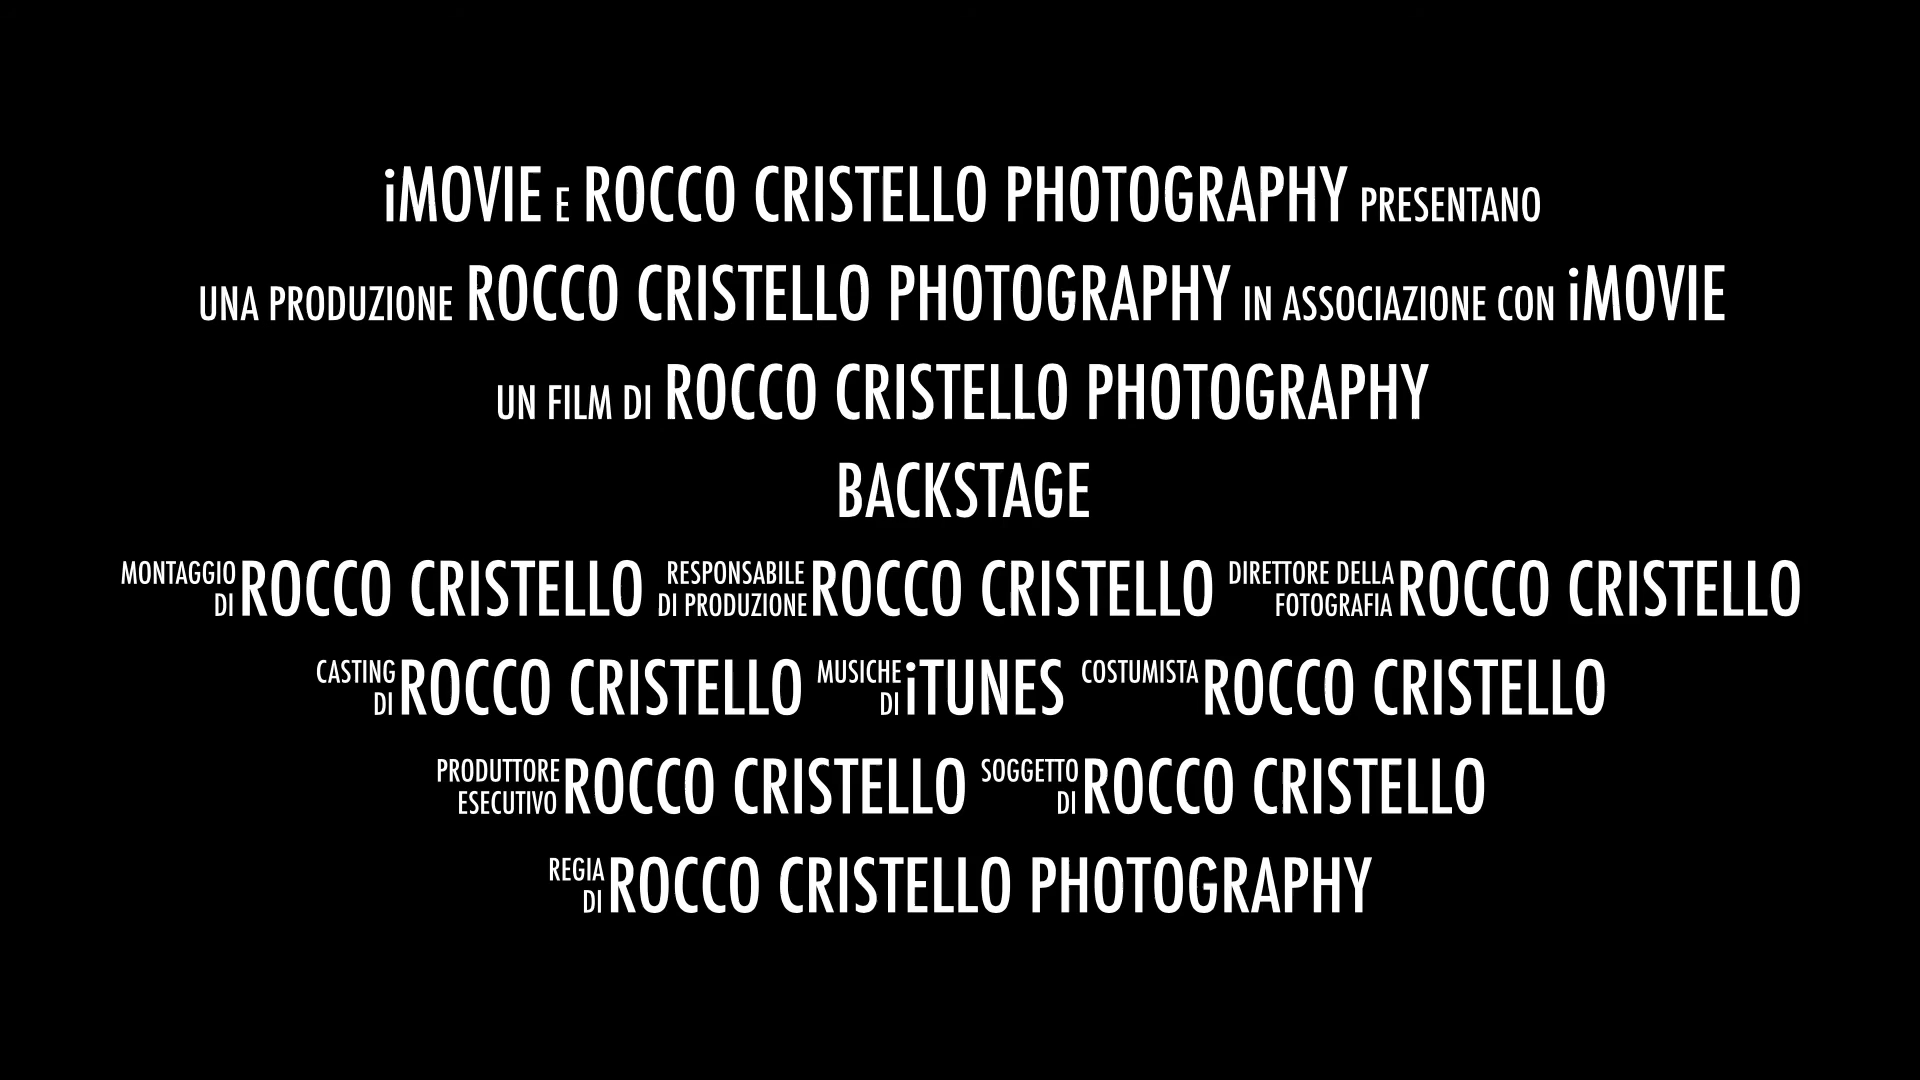 iMOVIE E ROCCO CRISTELLO PHOTOGRAPHY PRESENTANO
UNA PRODUZIONE ROCCO CRISTELLO PHOTOGRAPHY IN ASSOCIAZIONE CON iMOVIE
UN FILM DI ROCCO CRISTELLO PHOTOGRAPHY
BACKSTAGE
MONTAGGIO DI ROCCO CRISTELLO RESPONSABILE DI PRODUZIONE ROCCO CRISTELLO DIRETTORE DELLA FOTOGRAFIA ROCCO CRISTELLO
CASTING DI ROCCO CRISTELLO MUSICHE DI iTUNES COSTUMISTA ROCCO CRISTELLO
PRODUTTORE ESECUTIVO ROCCO CRISTELLO SOGGETTO DI ROCCO CRISTELLO
REGIA DI ROCCO CRISTELLO PHOTOGRAPHY